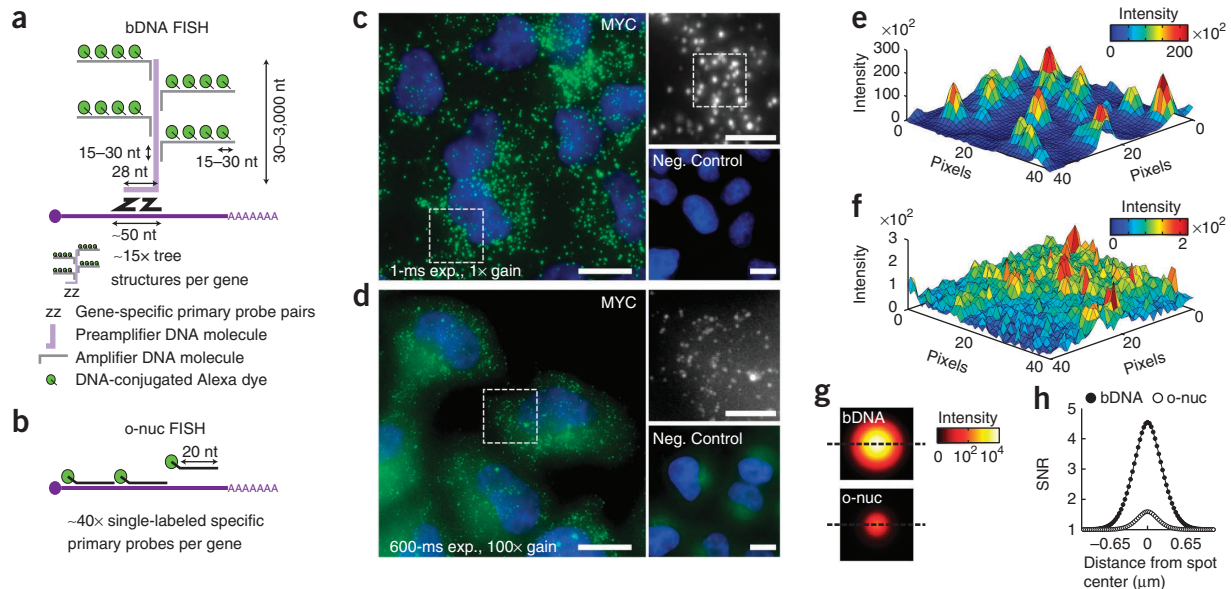 a
bDNA FISH
15–30 nt
28 nt
15–30 nt
30–3,000 nt
AAAAAAA
~50 nt
~15× tree
structures per gene
zz
zz Gene-specific primary probe pairs
Preamplifier DNA molecule
Amplifier DNA molecule
DNA-conjugated Alexa dye
b
o-nuc FISH
20 nt
AAAAAAA
~40× single-labeled specific
primary probes per gene
c
MYC
1-ms exp., 1× gain
Neg. Control
d
MYC
600-ms exp., 100× gain
Neg. Control
e
Intensity
×10²
0 200
×10²
300
200
100
0
Intensity
0
20
40
Pixels
0
20
40
Pixels
f
Intensity
×10²
0 2
×10²
3
2
1
0
Intensity
0
20
40
Pixels
0
20
40
Pixels
g
bDNA
Intensity
0 10² 10⁴
o-nuc
h
bDNA o-nuc
5
4
3
2
1
SNR
−0.65 0 0.65
Distance from spot
center (μm)